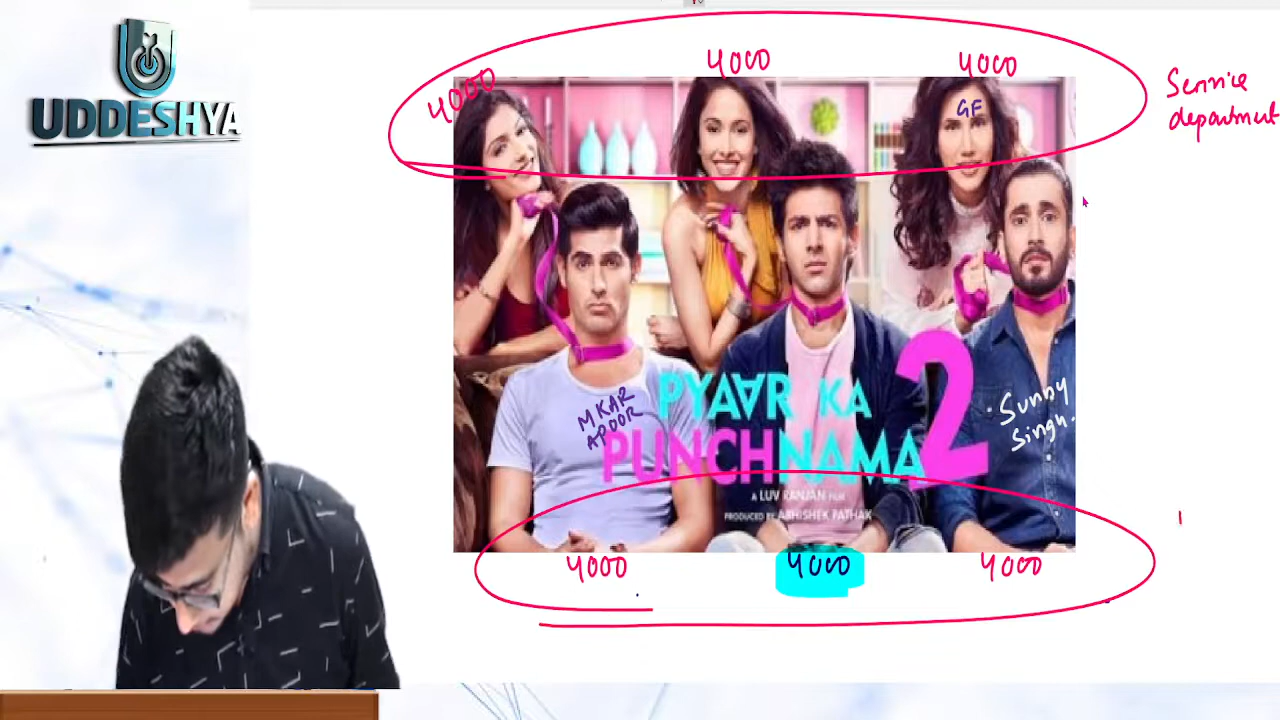 UDDESHYA
4000
4000
4000
Service
department
GF
MKAR
APOOR
Sunny
Singh.
PYAAR KA
PUNCHNAMA 2
A LUV RANJAN FILM
PRODUCED BY ABHISHEK PATHAK
4000
4000
4000